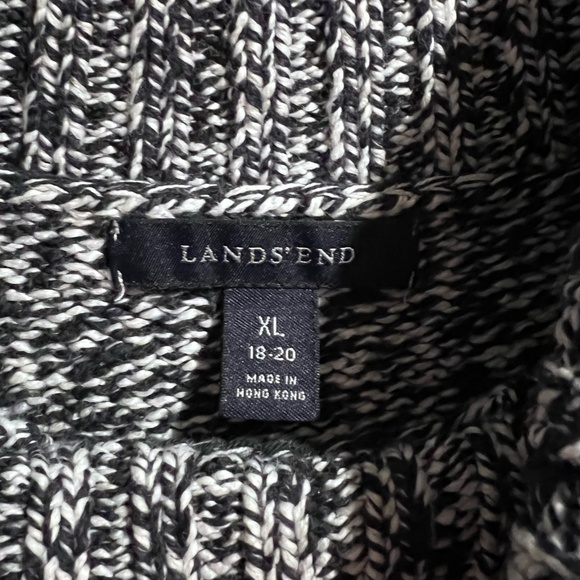 LANDS' END
XL
18-20
MADE IN
HONG KONG